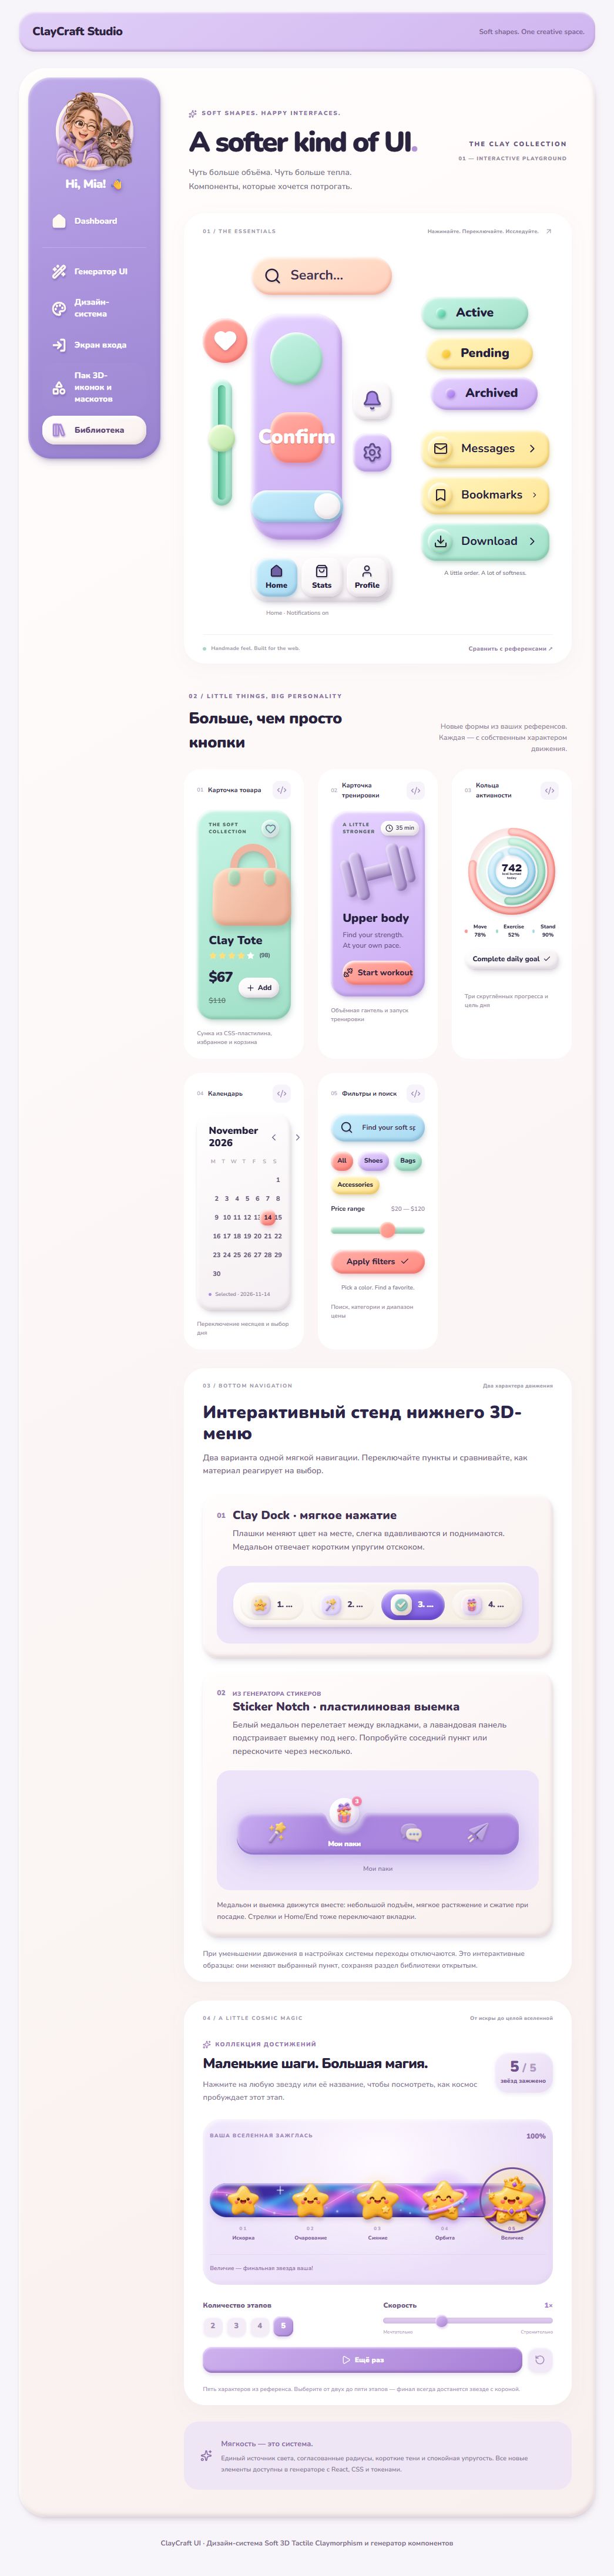 ClayCraft Studio
Soft shapes. One creative space.
Hi, Mia! 👋
Dashboard
Генератор UI
Дизайн-
система
Экран входа
Пак 3D-
иконок и
маскотов
Библиотека
SOFT SHAPES. HAPPY INTERFACES.
A softer kind of UI.
Чуть больше объёма. Чуть больше тепла.
Компоненты, которые хочется потрогать.
THE CLAY COLLECTION
01 — INTERACTIVE PLAYGROUND
01 / THE ESSENTIALS
Нажимайте. Переключайте. Исследуйте.
Search...
Confirm
Active
Pending
Archived
Messages
Bookmarks
Download
A little order. A lot of softness.
Home
Stats
Profile
Home · Notifications on
Handmade feel. Built for the web.
Сравнить с референсами ↗
02 / LITTLE THINGS, BIG PERSONALITY
Больше, чем просто
кнопки
Новые формы из ваших референсов.
Каждая — с собственным характером
движения.
01 Карточка товара
THE SOFT
COLLECTION
Clay Tote
(98)
$67
$110
+ Add
Сумка из CSS-пластилина,
избранное и корзина
02 Карточка
тренировки
A LITTLE
STRONGER
35 min
Upper body
Find your strength.
At your own pace.
Start workout
Объёмная гантель и запуск
тренировки
03 Кольца
активности
742
Move
78%
Exercise
52%
Stand
90%
Complete daily goal
Три скруглённых прогресса и
цель дня
04 Календарь
November
2026
M T W T F S S
1
2 3 4 5 6 7 8
9 10 11 12 13 14 15
16 17 18 19 20 21 22
23 24 25 26 27 28 29
30
Selected · 2026-11-14
Переключение месяцев и выбор
дня
05 Фильтры и поиск
Find your soft sp
All
Shoes
Bags
Accessories
Price range
$20 — $120
Apply filters
Pick a color. Find a favorite.
Поиск, категории и диапазон
цены
03 / BOTTOM NAVIGATION
Два характера движения
Интерактивный стенд нижнего 3D-
меню
Два варианта одной мягкой навигации. Переключайте пункты и сравнивайте, как
материал реагирует на выбор.
01 Clay Dock · мягкое нажатие
Плашки меняют цвет на месте, слегка вдавливаются и поднимаются.
Медальон отвечает коротким упругим отскоком.
1. ...
2. ...
3. ...
4. ...
02 ИЗ ГЕНЕРАТОРА СТИКЕРОВ
Sticker Notch · пластилиновая выемка
Белый медальон перелетает между вкладками, а лавандовая панель
подстраивает выемку под него. Попробуйте соседний пункт или
перескочите через несколько.
3
Мои паки
Мои паки
Медальон и выемка движутся вместе: небольшой подъём, мягкое растяжение и сжатие при
посадке. Стрелки и Home/End тоже переключают вкладки.
При уменьшении движения в настройках системы переходы отключаются. Это интерактивные
образцы: они меняют выбранный пункт, сохраняя раздел библиотеки открытым.
04 / A LITTLE COSMIC MAGIC
От искры до целой вселенной
КОЛЛЕКЦИЯ ДОСТИЖЕНИЙ
Маленькие шаги. Большая магия.
Нажмите на любую звезду или её название, чтобы посмотреть, как космос
пробуждает этот этап.
5 / 5
звёзд зажжено
ВАША ВСЕЛЕННАЯ ЗАЖГЛАСЬ
100%
01
Искорка
02
Очарование
03
Сияние
04
Орбита
05
Величие
Величие — финальная звезда ваша!
Количество этапов
2 3 4 5
Скорость
1×
Мечтательно
Стремительно
Ещё раз
Пять характеров из референса. Выберите от двух до пяти этапов — финал всегда достанется звезде с короной.
Мягкость — это система.
Единый источник света, согласованные радиусы, короткие тени и спокойная упругость. Все новые
элементы доступны в генераторе с React, CSS и токенами.
ClayCraft UI · Дизайн-система Soft 3D Tactile Claymorphism и генератор компонентов